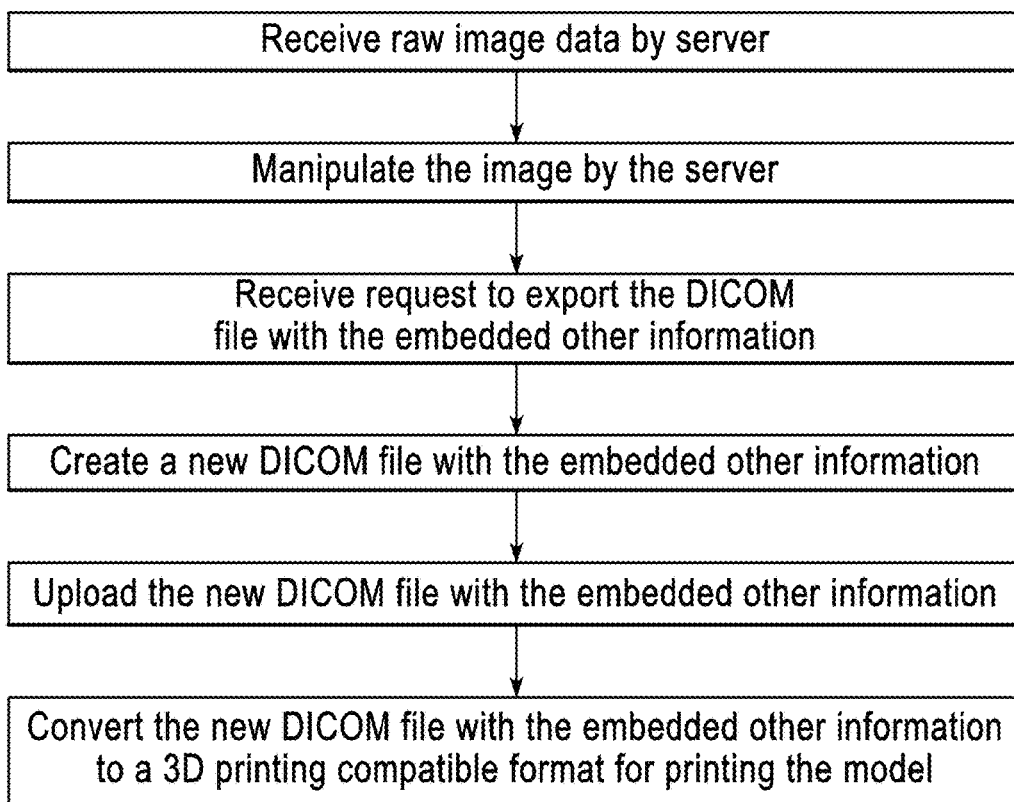 Receive raw image data by server
Manipulate the image by the server
Receive request to export the DICOM
file with the embedded other information
Create a new DICOM file with the embedded other information
Upload the new DICOM file with the embedded other information
Convert the new DICOM file with the embedded other information
to a 3D printing compatible format for printing the model